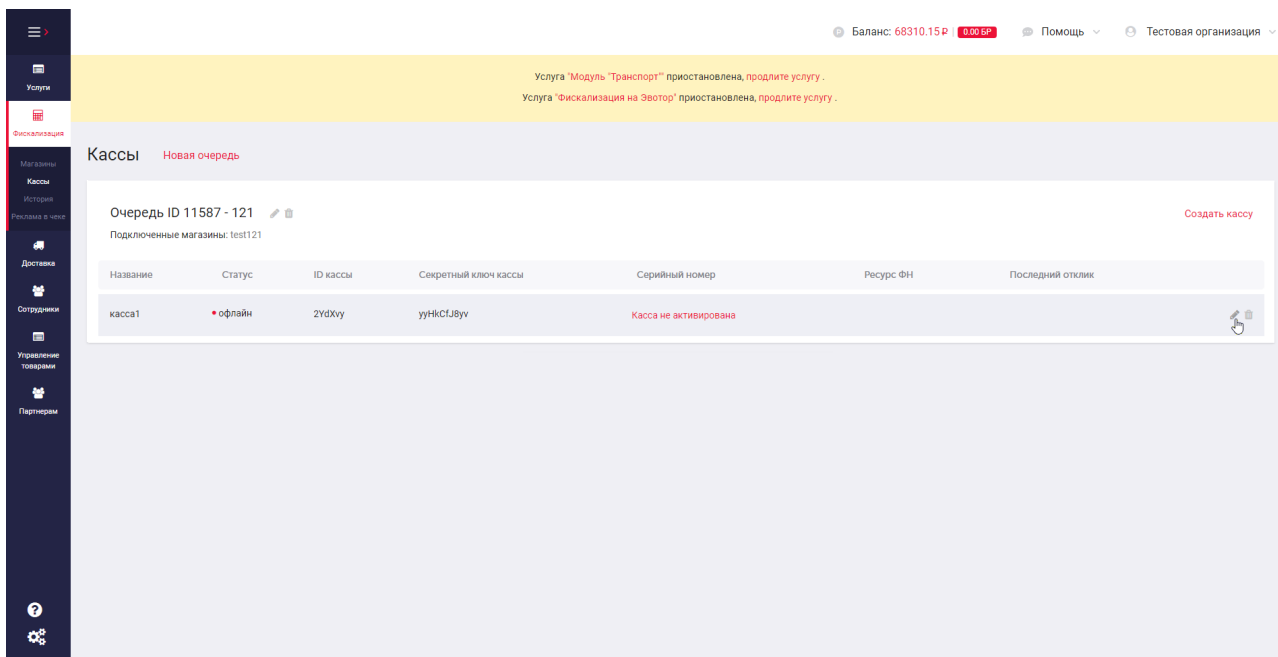 Баланс: 68310.15 ₽ | 0.00 БР Помощь Тестовая организация
Услуга "Модуль "Транспорт"" приостановлена, продлите услугу .
Услуга "Фискализация на Эвотор" приостановлена, продлите услугу .
Услуги
Фискализация
Магазины
Кассы
История
Реклама в чеке
Доставка
Сотрудники
Управление
товарами
Партнерам
Кассы Новая очередь
Очередь ID 11587 - 121 Создать кассу
Подключенные магазины: test121
Название Статус ID кассы Секретный ключ кассы Серийный номер Ресурс ФН Последний отклик
касса1 офлайн 2YdXvy yyHkCfJ8yv Касса не активирована